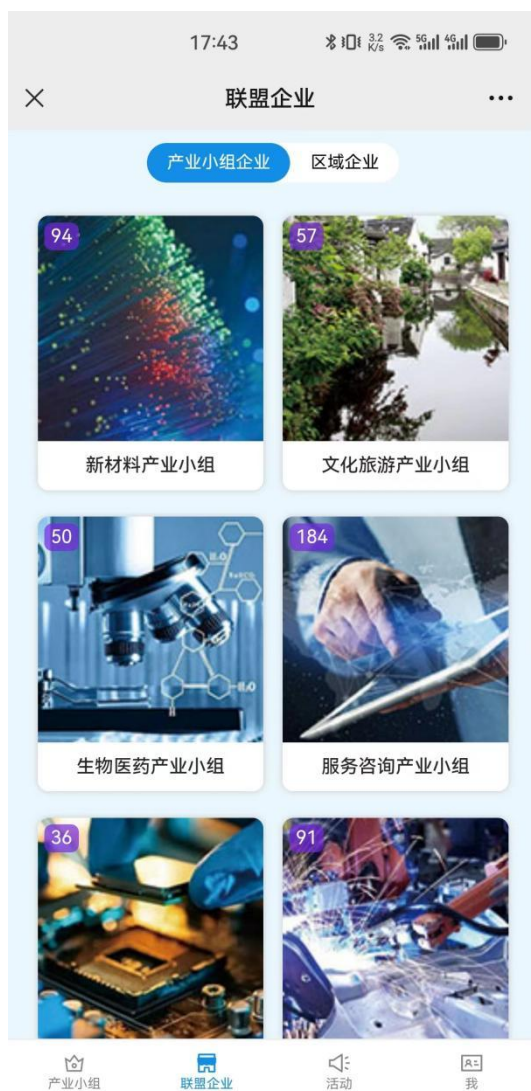 17:43 3.2 K/s 5G 4G
联盟企业
产业小组企业 区域企业
94 57
新材料产业小组 文化旅游产业小组
50 184
生物医药产业小组 服务咨询产业小组
36 91
产业小组 联盟企业 活动 我